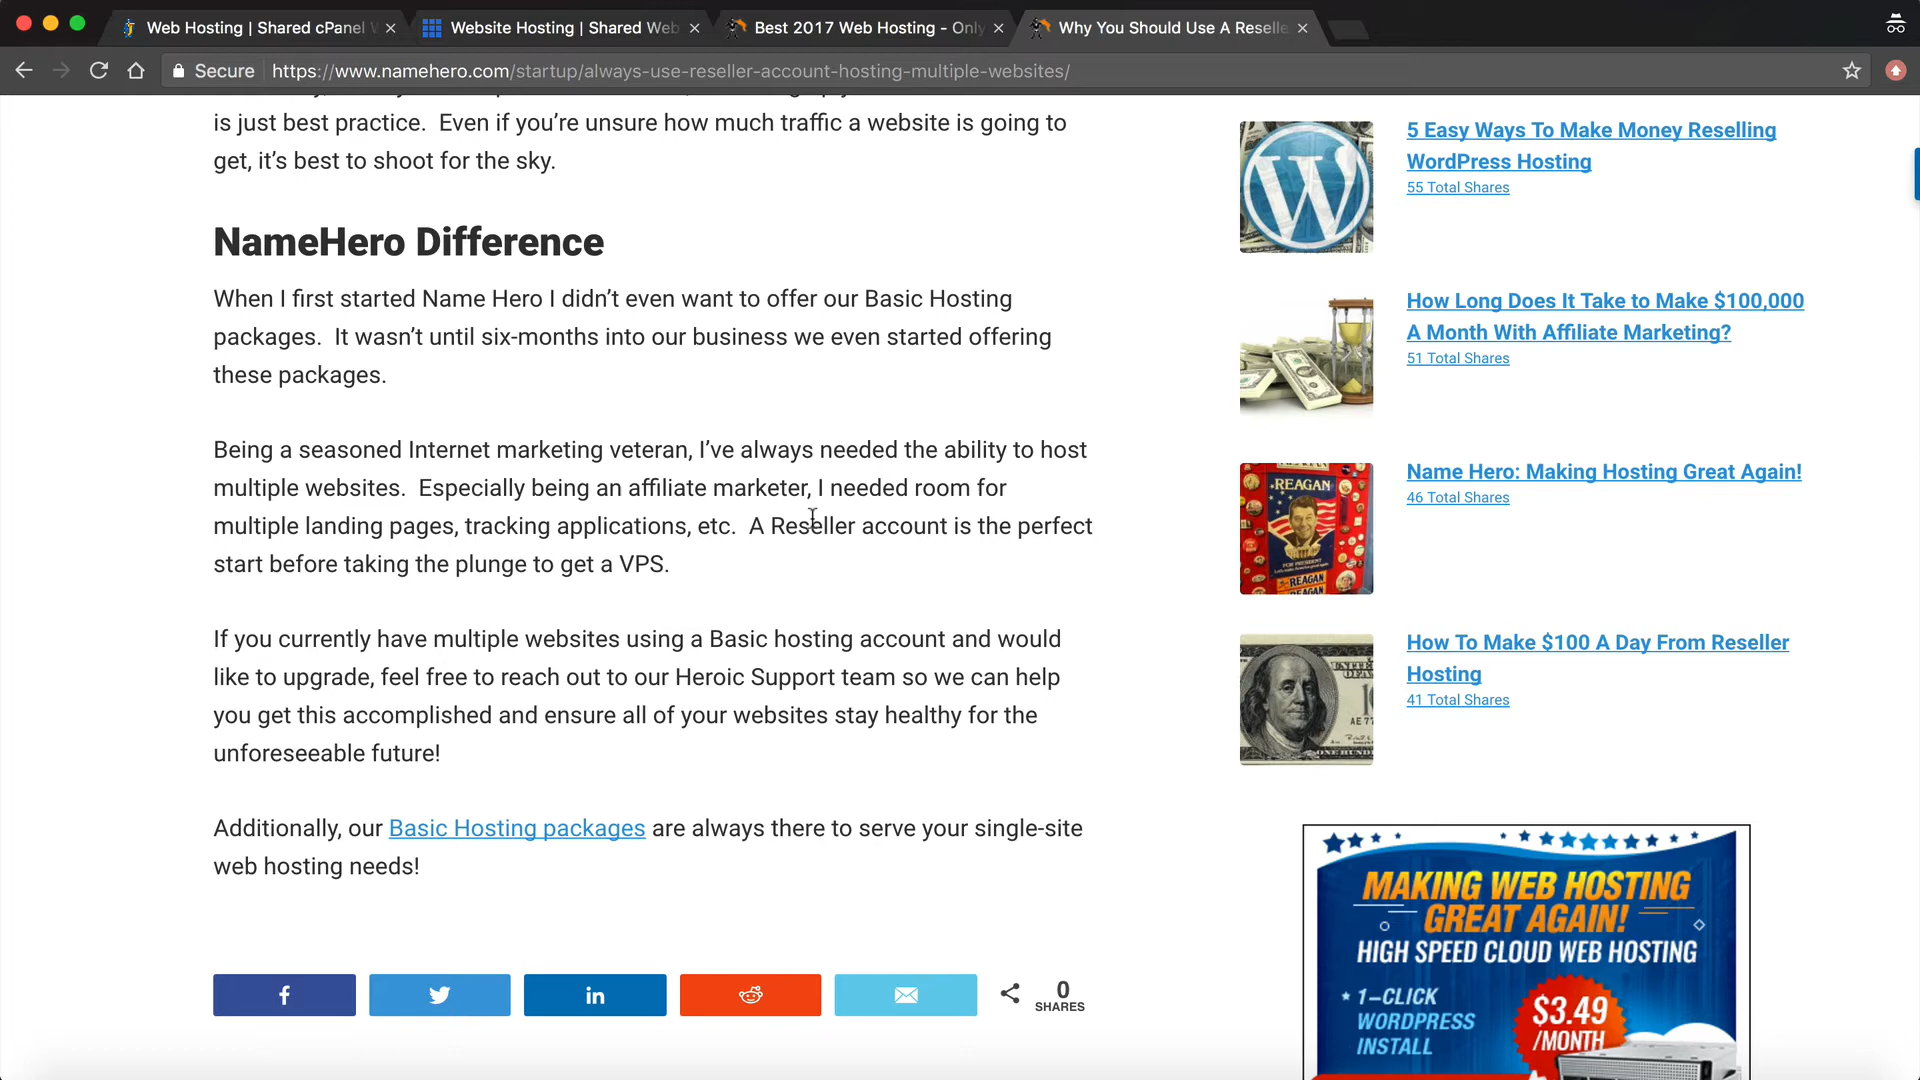 Web Hosting | Shared cPanel W
Website Hosting | Shared Web
Best 2017 Web Hosting - Only
Why You Should Use A Reselle
Secure
https://www.namehero.com/startup/always-use-reseller-account-hosting-multiple-websites/
is just best practice.  Even if you’re unsure how much traffic a website is going to
get, it’s best to shoot for the sky.
NameHero Difference
When I first started Name Hero I didn’t even want to offer our Basic Hosting
packages.  It wasn’t until six-months into our business we even started offering
these packages.
Being a seasoned Internet marketing veteran, I’ve always needed the ability to host
multiple websites.  Especially being an affiliate marketer, I needed room for
multiple landing pages, tracking applications, etc.  A Reseller account is the perfect
start before taking the plunge to get a VPS.
If you currently have multiple websites using a Basic hosting account and would
like to upgrade, feel free to reach out to our Heroic Support team so we can help
you get this accomplished and ensure all of your websites stay healthy for the
unforeseeable future!
Additionally, our Basic Hosting packages are always there to serve your single-site
web hosting needs!
0
SHARES
5 Easy Ways To Make Money Reselling
WordPress Hosting
55 Total Shares
How Long Does It Take to Make $100,000
A Month With Affiliate Marketing?
51 Total Shares
REAGAN
FOR PRESIDENT
REAGAN
REAGAN
Name Hero: Making Hosting Great Again!
46 Total Shares
How To Make $100 A Day From Reseller
Hosting
41 Total Shares
MAKING WEB HOSTING
GREAT AGAIN!
HIGH SPEED CLOUD WEB HOSTING
1-CLICK
WORDPRESS
INSTALL
$3.49
/MONTH